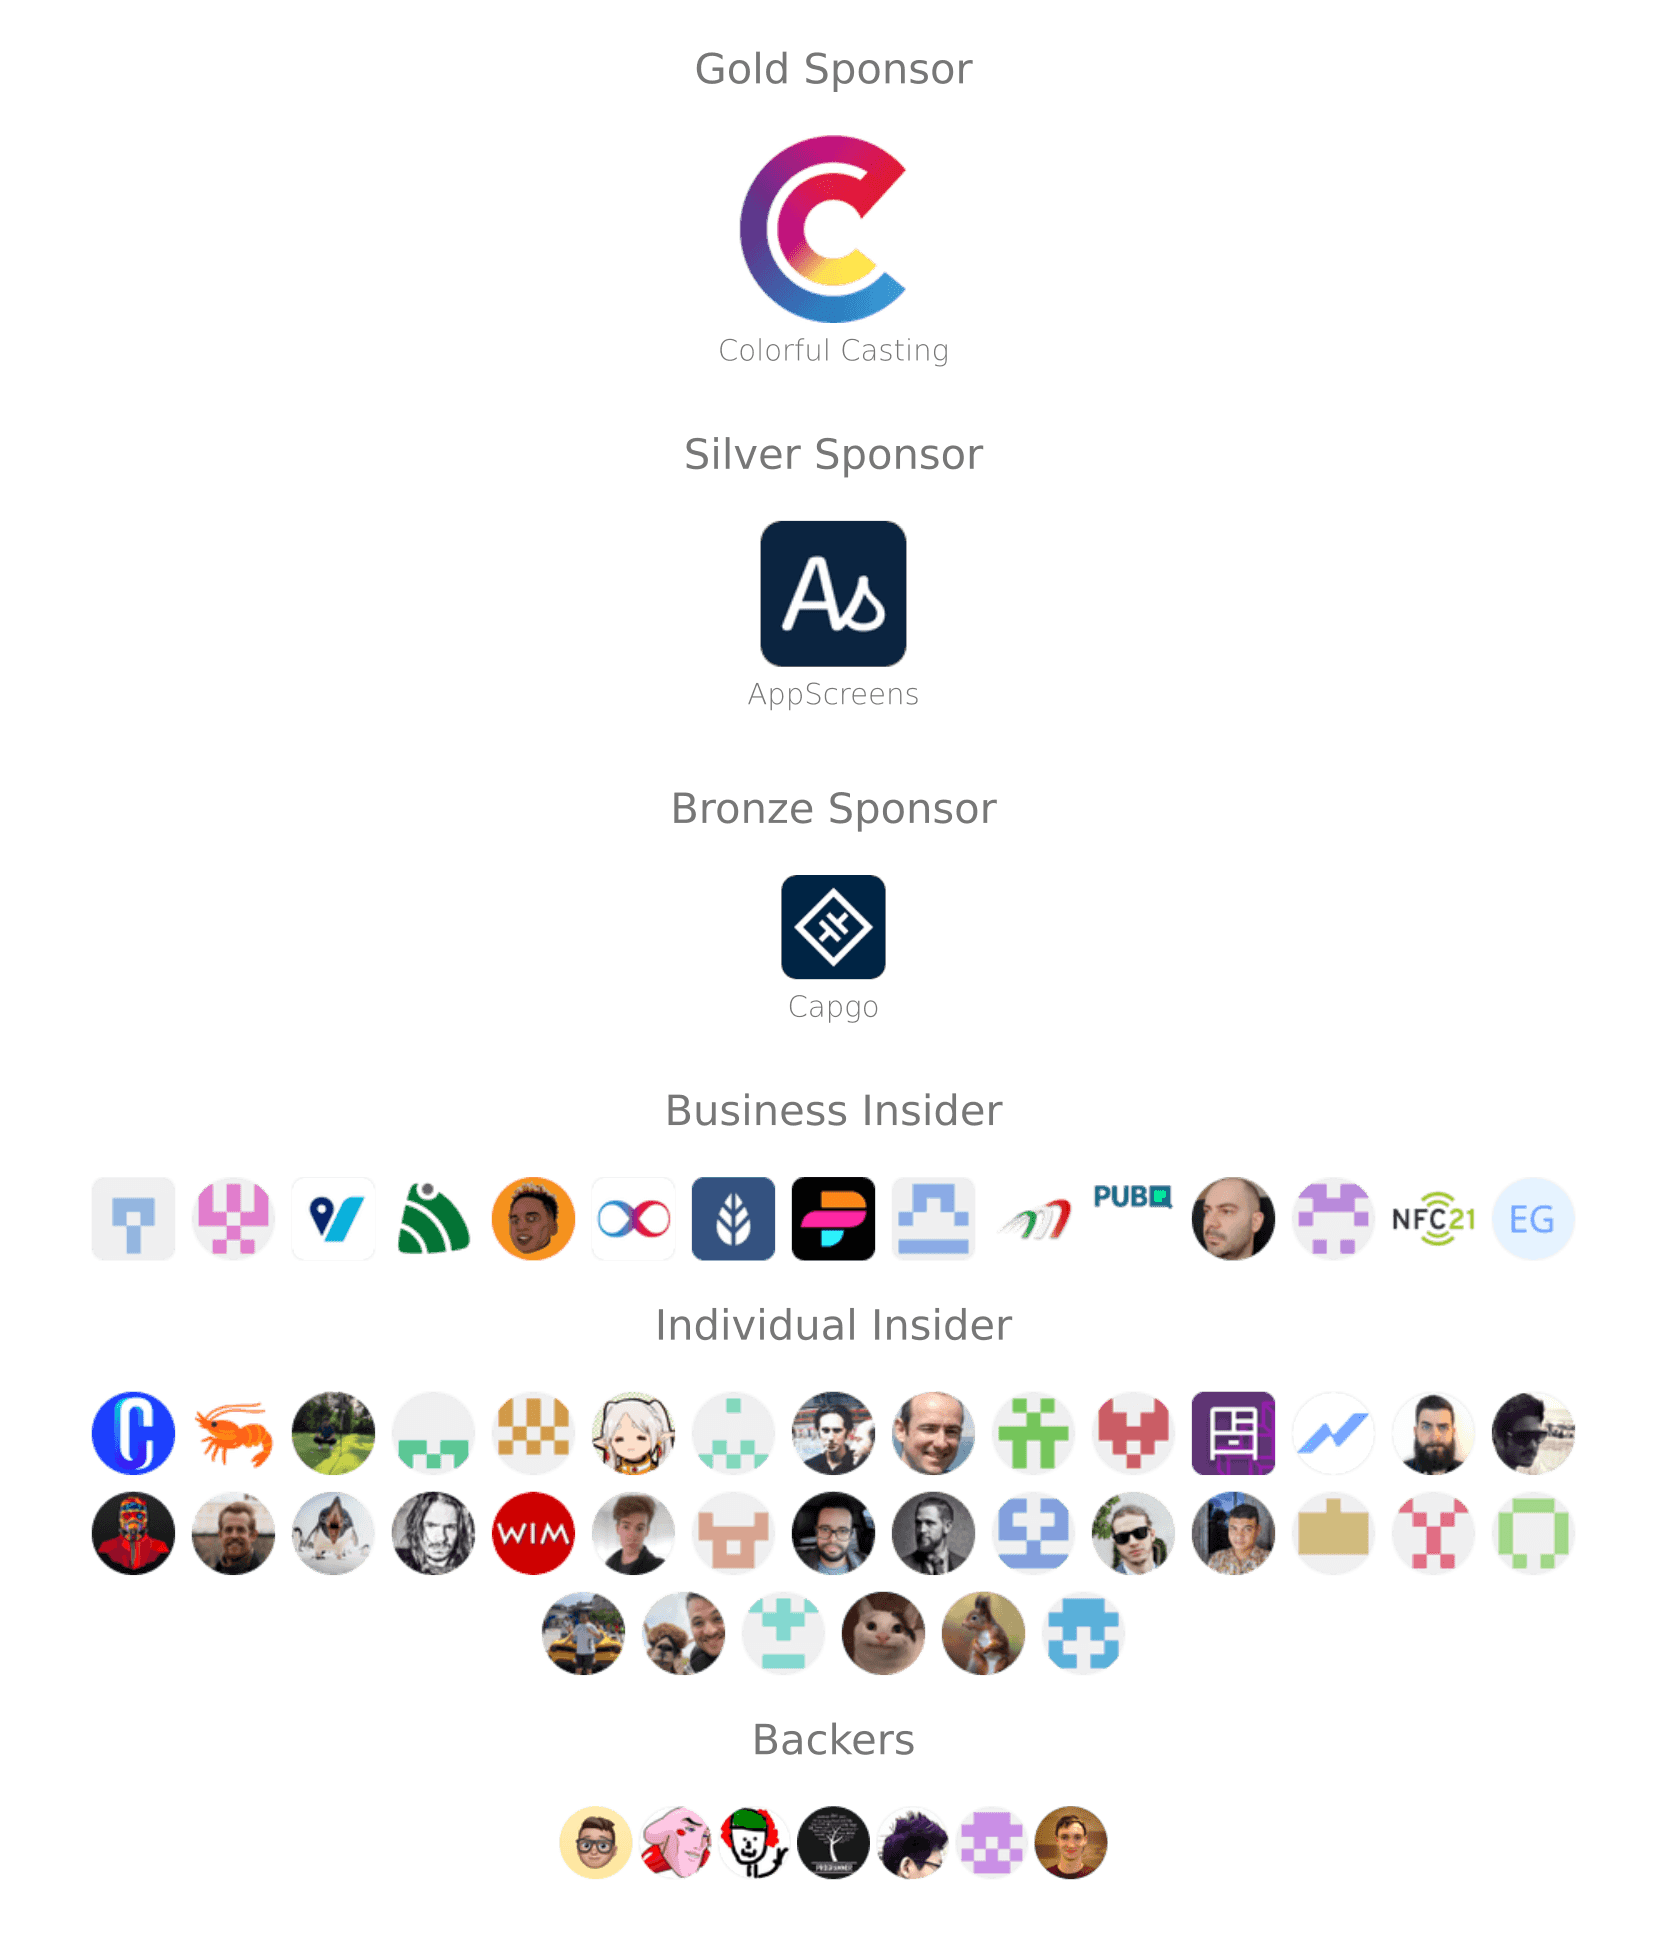 Gold Sponsor
Colorful Casting
Silver Sponsor
As
AppScreens
Bronze Sponsor
Capgo
Business Insider
PUBQ
NFC21
EG
Individual Insider
WIM
Backers